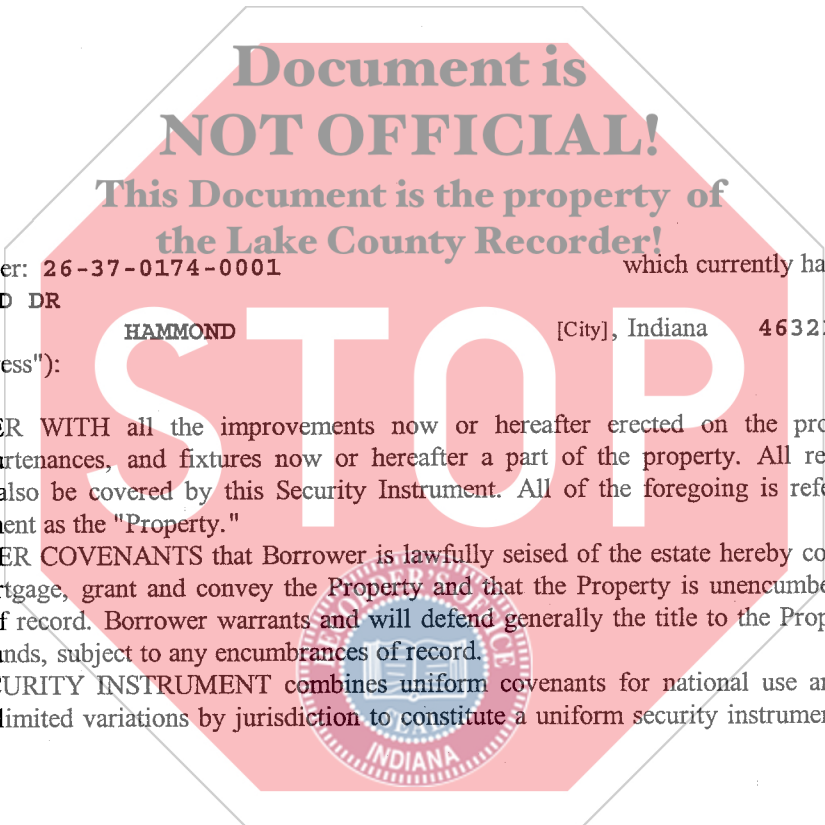 Document is
NOT OFFICIAL!
This Document is the property of
the Lake County Recorder!
er: 26-37-0174-0001 which currently ha
D DR
HAMMOND [City], Indiana 4632
ess"):
STOP
ER WITH all the improvements now or hereafter erected on the pro
rtenances, and fixtures now or hereafter a part of the property. All re
also be covered by this Security Instrument. All of the foregoing is refe
ent as the "Property."
ER COVENANTS that Borrower is lawfully seised of the estate hereby co
rtgage, grant and convey the Property and that the Property is unencumbe
f record. Borrower warrants and will defend generally the title to the Prop
nds, subject to any encumbrances of record.
CURITY INSTRUMENT combines uniform covenants for national use a
limited variations by jurisdiction to constitute a uniform security instrumen
RECORDER'S OFFICE
SEAL
INDIANA